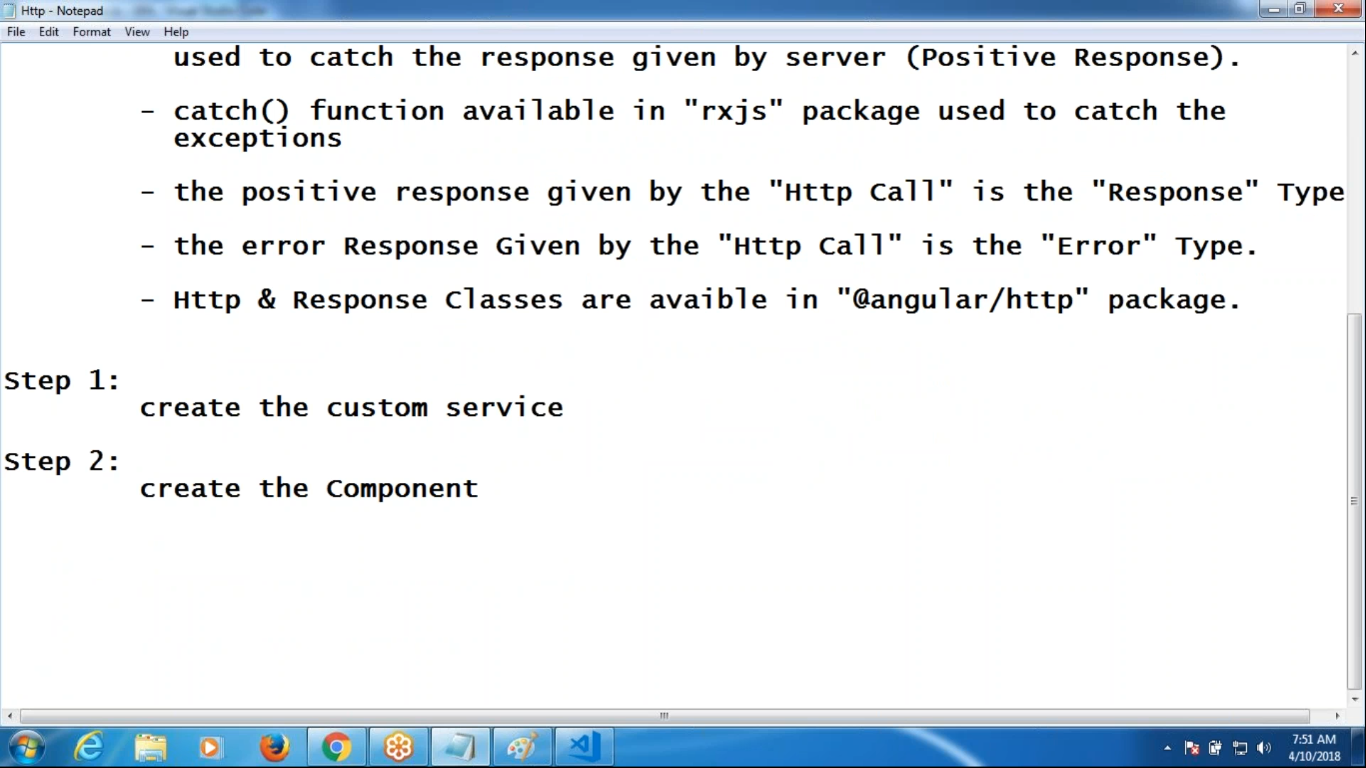 Http - Notepad
File Edit Format View Help
used to catch the response given by server (Positive Response).
- catch() function available in "rxjs" package used to catch the
exceptions
- the positive response given by the "Http Call" is the "Response" Type
- the error Response Given by the "Http Call" is the "Error" Type.
- Http & Response Classes are avaible in "@angular/http" package.
Step 1:
create the custom service
Step 2:
create the Component
7:51 AM
4/10/2018